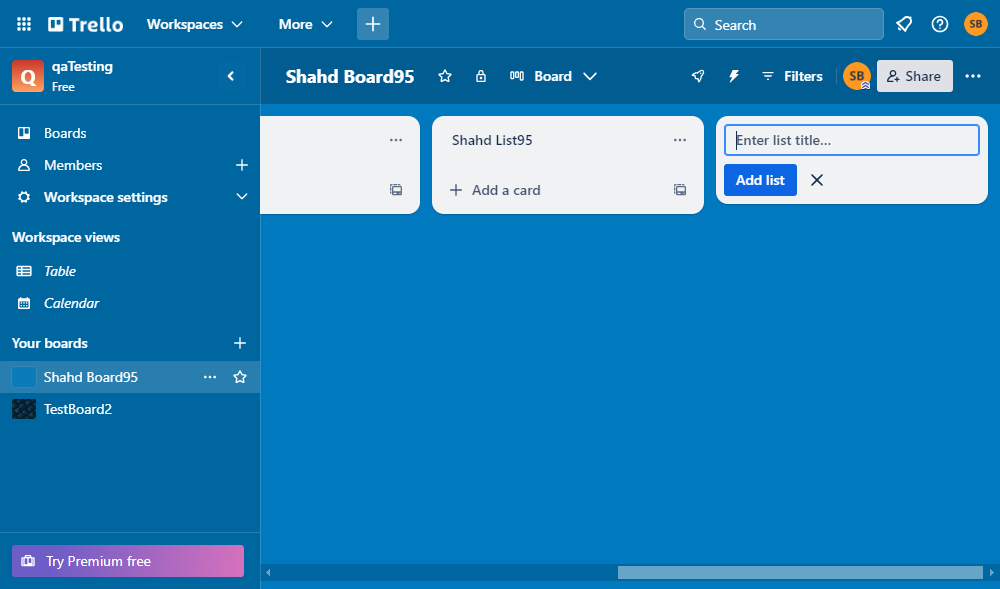 Trello
Workspaces
More
Search
SB
Q
qaTesting
Free
Shahd Board95
Board
Filters
SB
Share
Boards
Members
Workspace settings
Workspace views
Table
Calendar
Your boards
Shahd Board95
TestBoard2
Try Premium free
Shahd List95
Add a card
Enter list title...
Add list